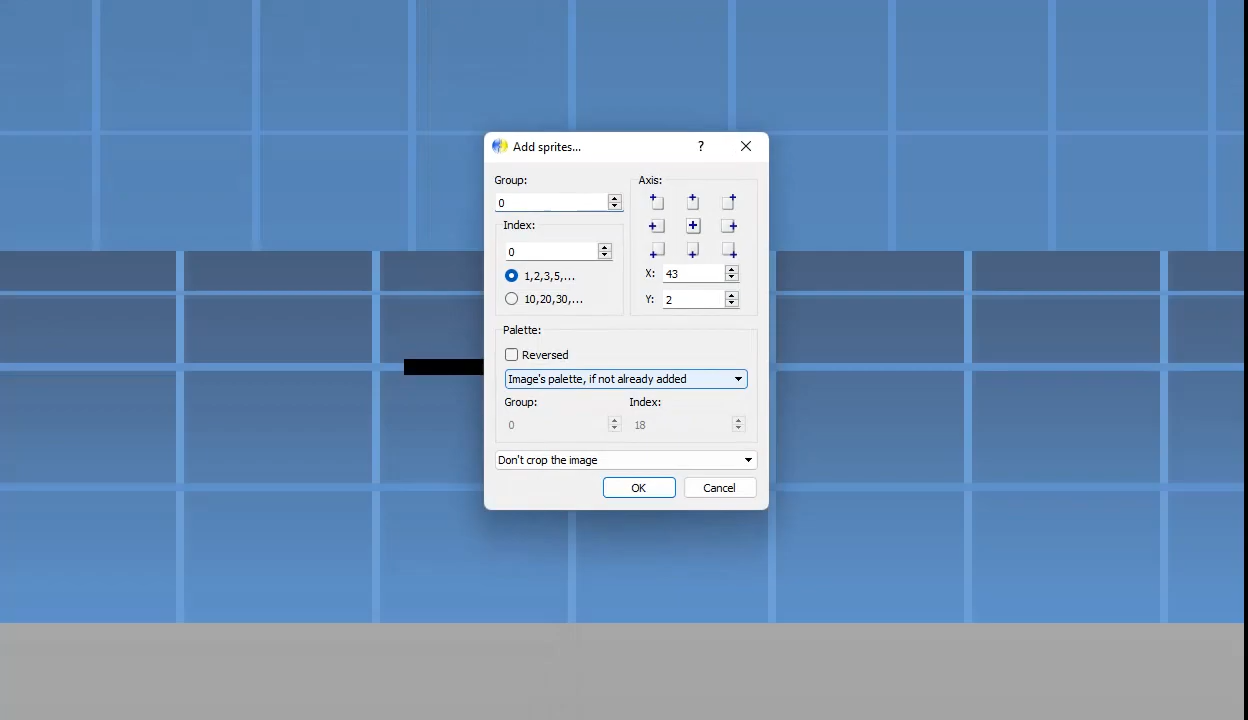 Add sprites...
?
Group:
0
Index:
0
1,2,3,5,...
10,20,30,...
Axis:
X: 43
Y: 2
Palette:
Reversed
Image's palette, if not already added
Group: Index:
0 18
Don't crop the image
OK Cancel